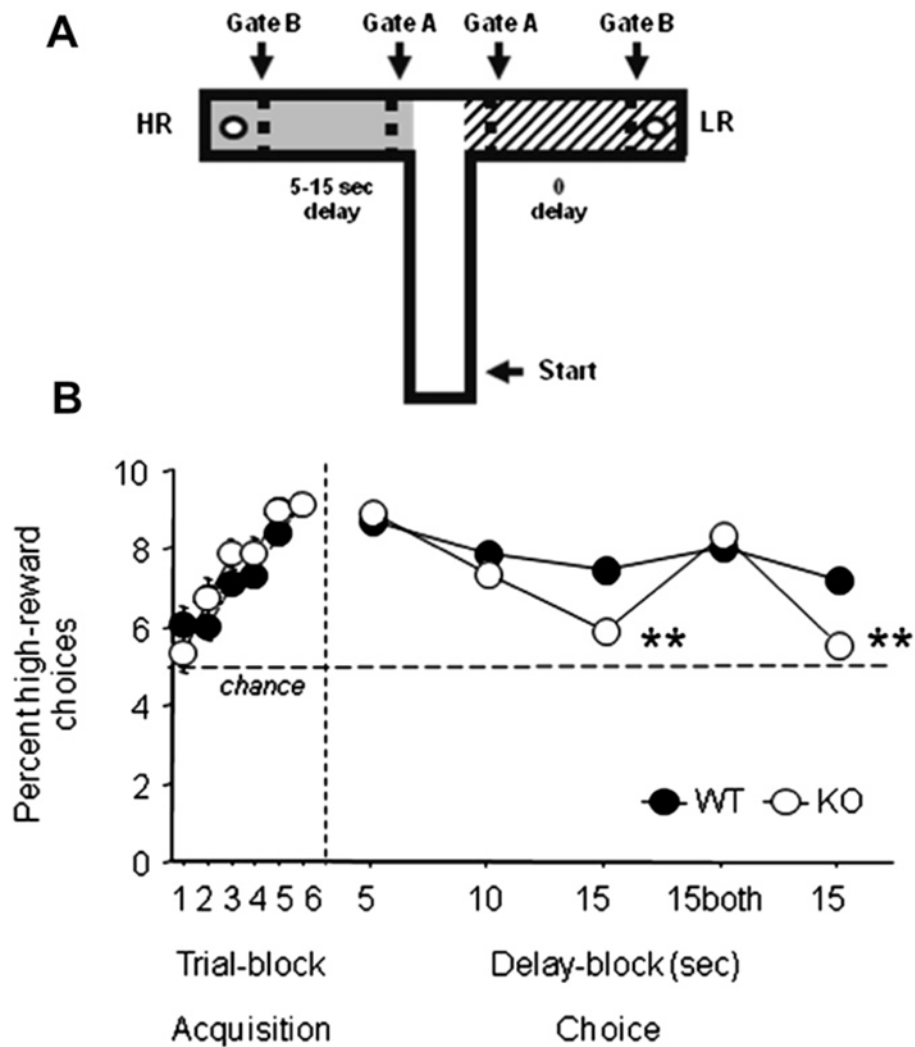 A
Gate B Gate A Gate A Gate B
HR
LR
5-15 sec
delay
0
delay
Start
B
Percent high-reward
choices
10
8
6
4
2
0
chance
**
**
WT KO
1 2 3 4 5 6 5 10 15 15both 15
Trial-block Delay-block (sec)
Acquisition Choice